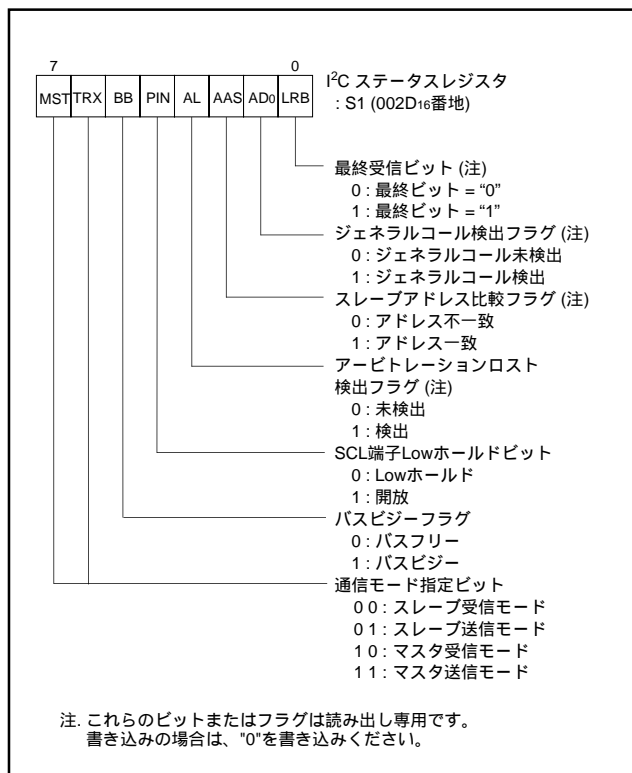 7 0
MST TRX BB PIN AL AAS AD0 LRB
I2C ステータスレジスタ
: S1 (002D16番地)
最終受信ビット (注)
0 : 最終ビット = “0”
1 : 最終ビット = “1”
ジェネラルコール検出フラグ (注)
0 : ジェネラルコール未検出
1 : ジェネラルコール検出
スレーブアドレス比較フラグ (注)
0 : アドレス不一致
1 : アドレス一致
アービトレーションロスト
検出フラグ (注)
0 : 未検出
1 : 検出
SCL端子Lowホールドビット
0 : Lowホールド
1 : 開放
バスビジーフラグ
0 : バスフリー
1 : バスビジー
通信モード指定ビット
0 0 : スレーブ受信モード
0 1 : スレーブ送信モード
1 0 : マスタ受信モード
1 1 : マスタ送信モード
注. これらのビットまたはフラグは読み出し専用です。
書き込みの場合は、"0"を書き込みください。